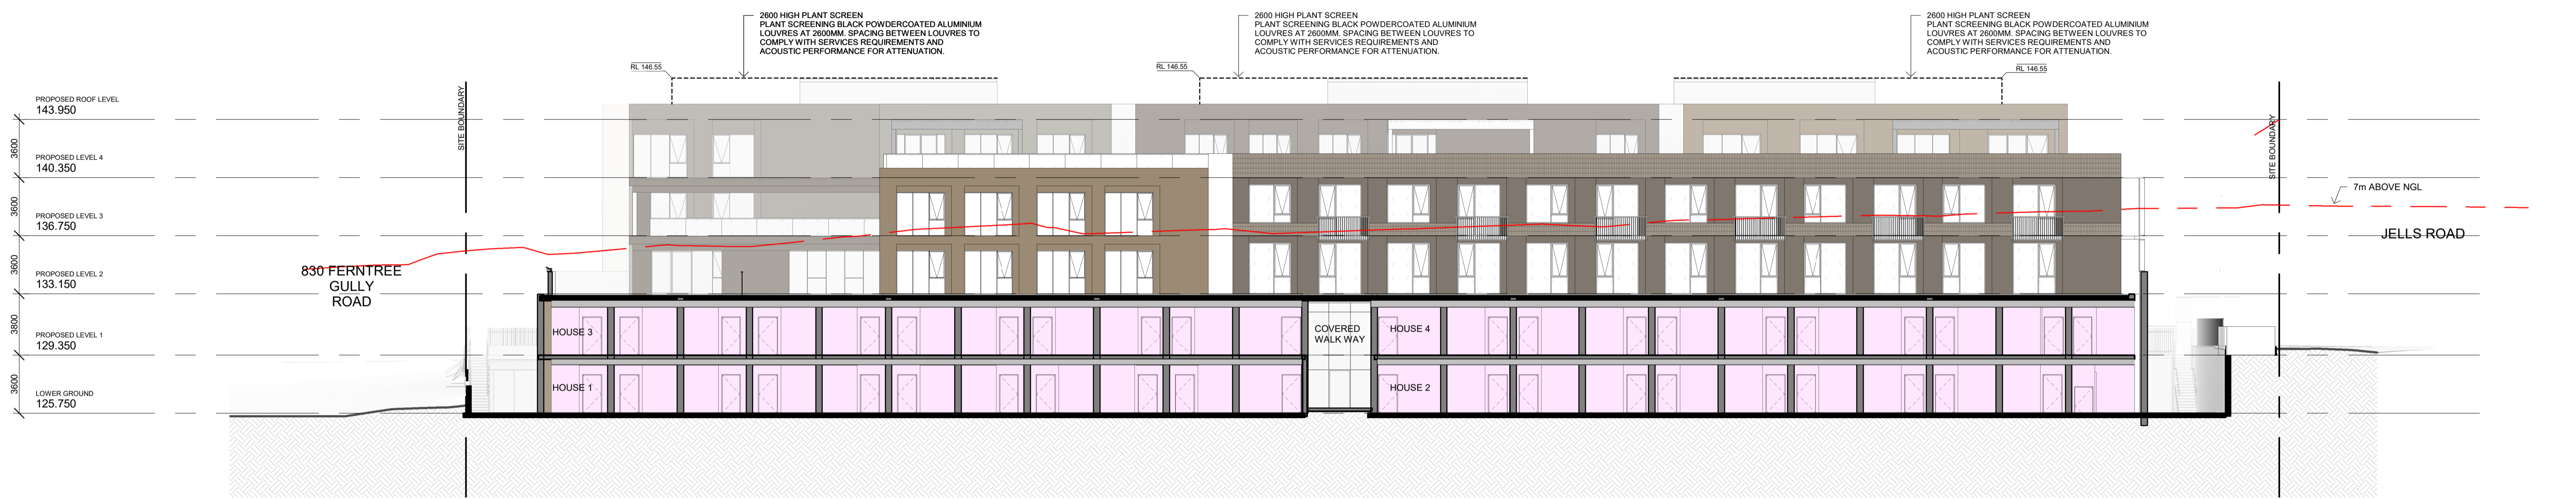 2600 HIGH PLANT SCREEN
PLANT SCREENING BLACK POWDERCOATED ALUMINIUM
LOUVRES AT 2600MM. SPACING BETWEEN LOUVRES TO
COMPLY WITH SERVICES REQUIREMENTS AND
ACOUSTIC PERFORMANCE FOR ATTENUATION.
2600 HIGH PLANT SCREEN
PLANT SCREENING BLACK POWDERCOATED ALUMINIUM
LOUVRES AT 2600MM. SPACING BETWEEN LOUVRES TO
COMPLY WITH SERVICES REQUIREMENTS AND
ACOUSTIC PERFORMANCE FOR ATTENUATION.
2600 HIGH PLANT SCREEN
PLANT SCREENING BLACK POWDERCOATED ALUMINIUM
LOUVRES AT 2600MM. SPACING BETWEEN LOUVRES TO
COMPLY WITH SERVICES REQUIREMENTS AND
ACOUSTIC PERFORMANCE FOR ATTENUATION.
RL 146.55
RL 146.55
RL 146.55
PROPOSED ROOF LEVEL
143.950
3600
PROPOSED LEVEL 4
140.350
3600
PROPOSED LEVEL 3
136.750
3600
PROPOSED LEVEL 2
133.150
3800
PROPOSED LEVEL 1
129.350
3600
LOWER GROUND
125.750
SITE BOUNDARY
SITE BOUNDARY
7m ABOVE NGL
JELLS ROAD
830 FERNTREE
GULLY
ROAD
HOUSE 3
COVERED
WALK WAY
HOUSE 4
HOUSE 1
HOUSE 2